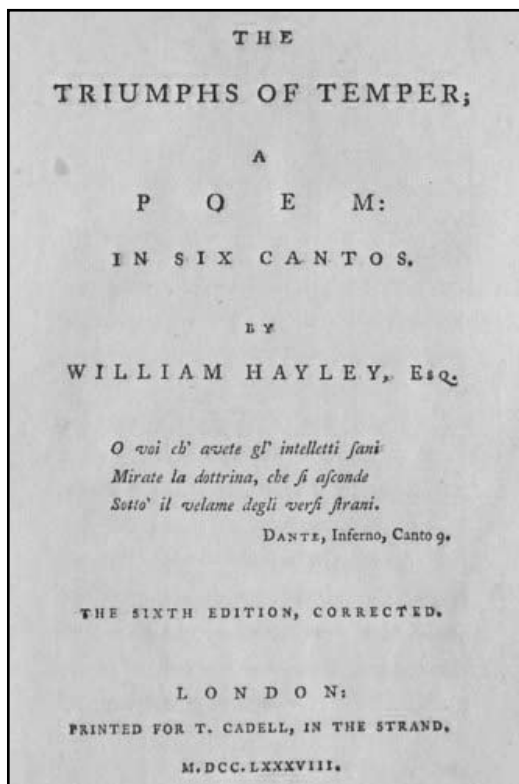 THE
TRIUMPHS OF TEMPER;
A
POEM:
IN SIX CANTOS.
BY
WILLIAM HAYLEY, Esq.
O voi ch' avete gl' intelletti ſani
Mirate la dottrina, che ſi aſconde
Sotto' il velame degli verſi ſtrani.
DANTE, Inferno, Canto 9.
THE SIXTH EDITION, CORRECTED.
LONDON:
PRINTED FOR T. CADELL, IN THE STRAND.
M.DCC.LXXXVIII.